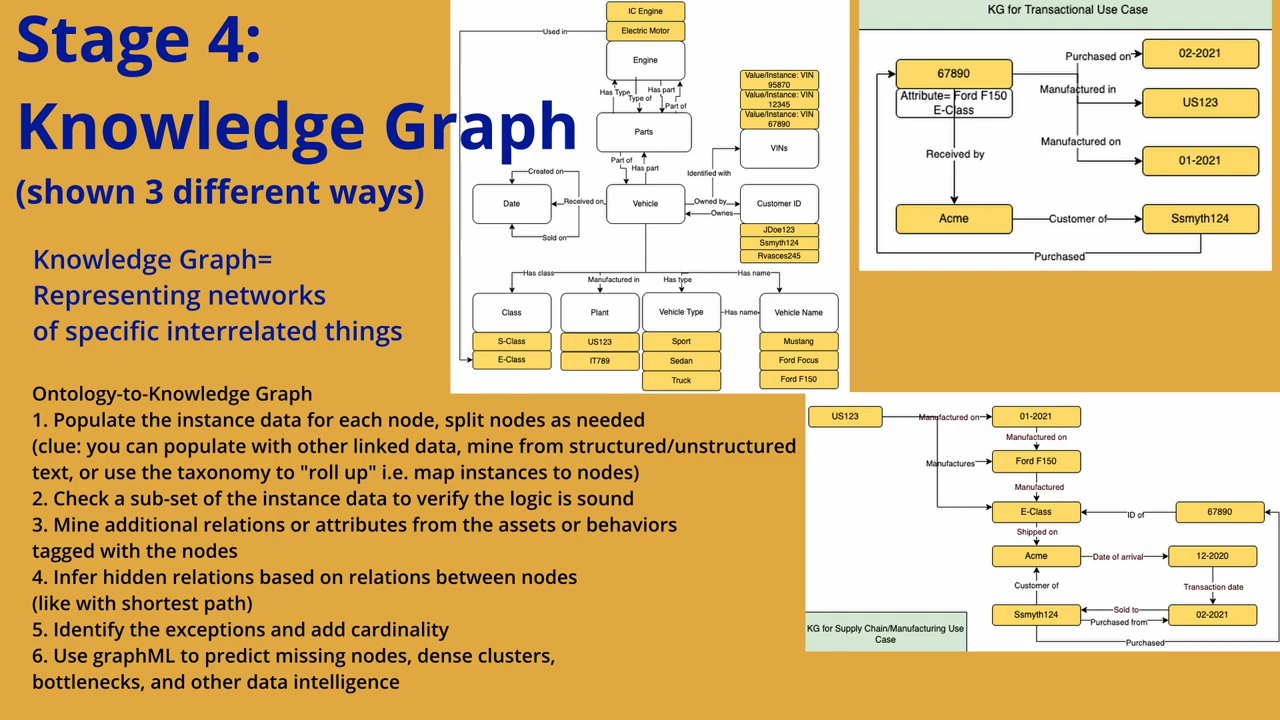 Stage 4:
Knowledge Graph
(shown 3 different ways)
Knowledge Graph=
Representing networks
of specific interrelated things
Ontology-to-Knowledge Graph
1. Populate the instance data for each node, split nodes as needed
(clue: you can populate with other linked data, mine from structured/unstructured
text, or use the taxonomy to "roll up" i.e. map instances to nodes)
2. Check a sub-set of the instance data to verify the logic is sound
3. Mine additional relations or attributes from the assets or behaviors
tagged with the nodes
4. Infer hidden relations based on relations between nodes
(like with shortest path)
5. Identify the exceptions and add cardinality
6. Use graphML to predict missing nodes, dense clusters,
bottlenecks, and other data intelligence
IC Engine
Used in
Electric Motor
Engine
Has Type
Type of
Has part
Part of
Parts
Value/Instance: VIN
95870
Value/Instance: VIN
12345
Value/Instance: VIN
67890
VINs
Part of
Has part
Identified with
Created on
Date
Received on
Vehicle
Owned by
Ownes
Customer ID
Sold on
JDoe123
Ssmyth124
Rvasces245
Has class
Manufactured in
Has type
Has name
Class
Plant
Vehicle Type
Has name
Vehicle Name
S-Class
US123
Sport
Mustang
E-Class
IT789
Sedan
Ford Focus
Truck
Ford F150
KG for Transactional Use Case
67890
Purchased on
02-2021
Attribute= Ford F150
E-Class
Manufactured in
US123
Received by
Manufactured on
01-2021
Acme
Customer of
Ssmyth124
Purchased
US123
Manufactured on
01-2021
Manufactured on
Manufactures
Ford F150
Manufactured
E-Class
ID of
67890
Shipped on
Acme
Date of arrival
12-2020
Customer of
Transaction date
Ssmyth124
Sold to
Purchased from
02-2021
Purchased
KG for Supply Chain/Manufacturing Use
Case